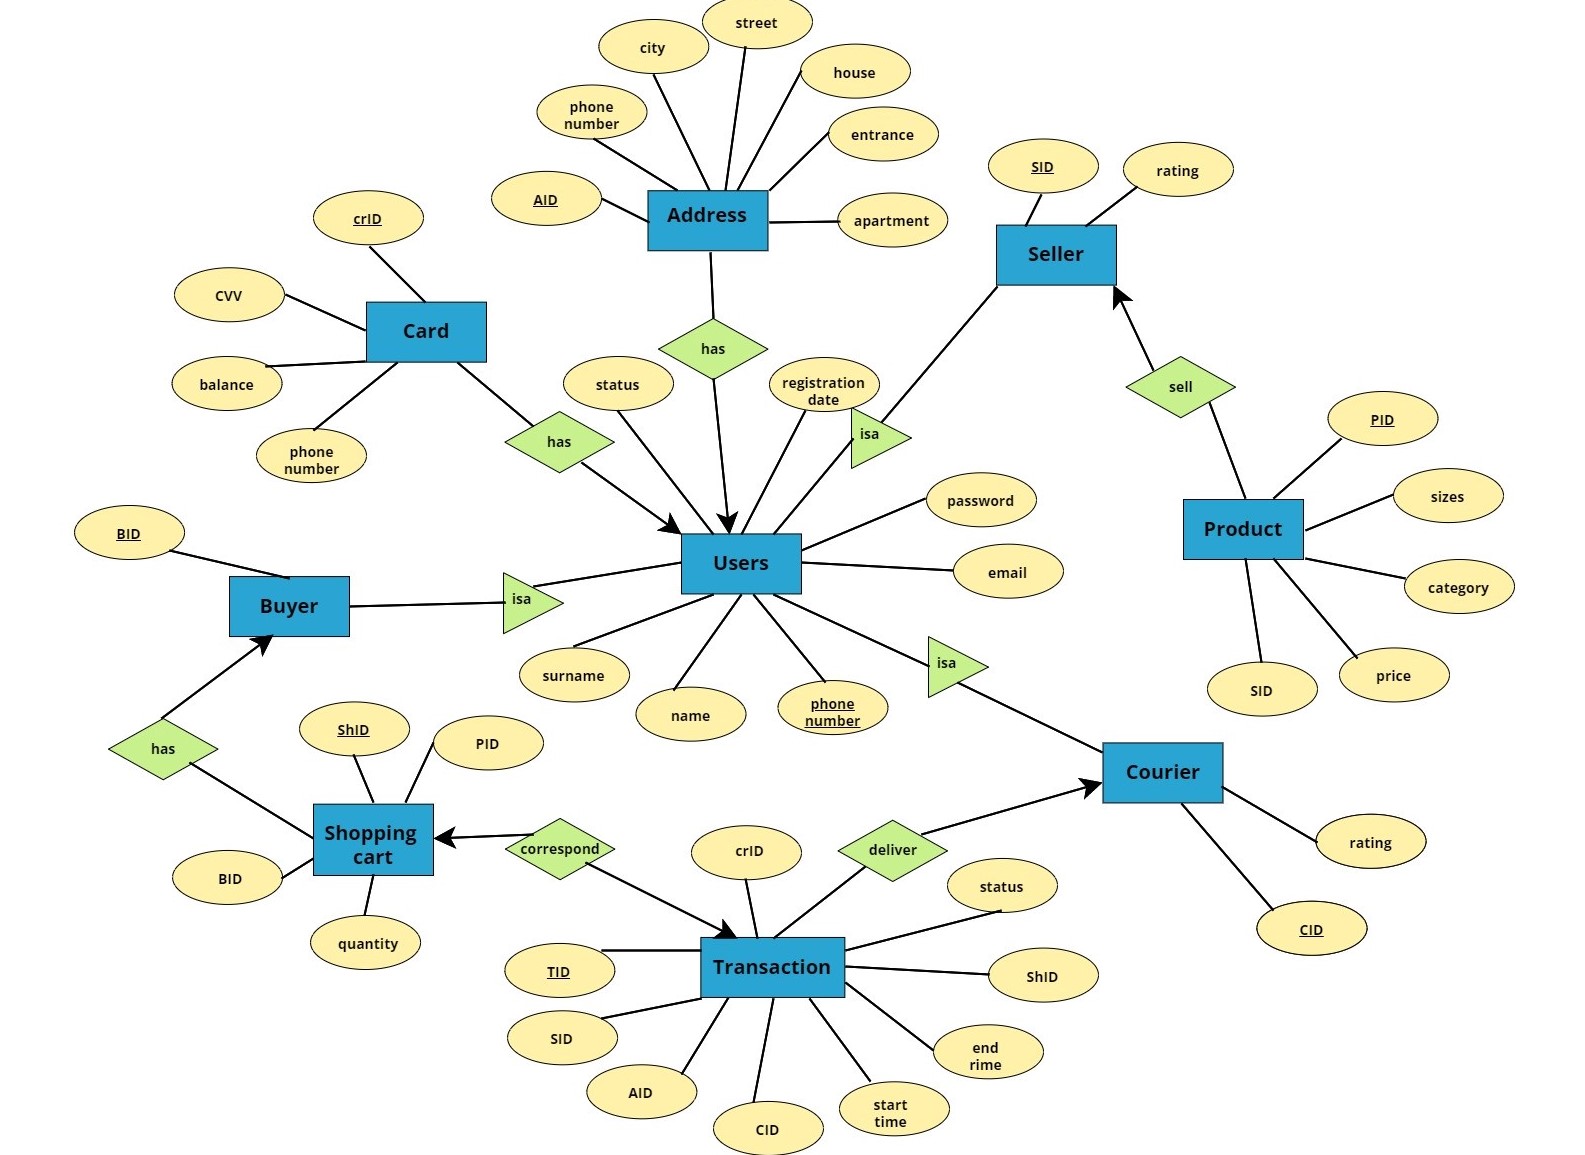 street
city
house
phone
number
entrance
SID
rating
AID
Address
apartment
crID
Seller
CVV
Card
has
balance
status
registration
date
sell
phone
number
has
isa
PID
sizes
password
BID
Product
Users
email
category
Buyer
isa
isa
surname
price
SID
name
phone
number
ShID
PID
has
Courier
Shopping
cart
correspond
crID
deliver
rating
BID
status
CID
quantity
TID
Transaction
ShID
SID
end
rime
AID
start
time
CID